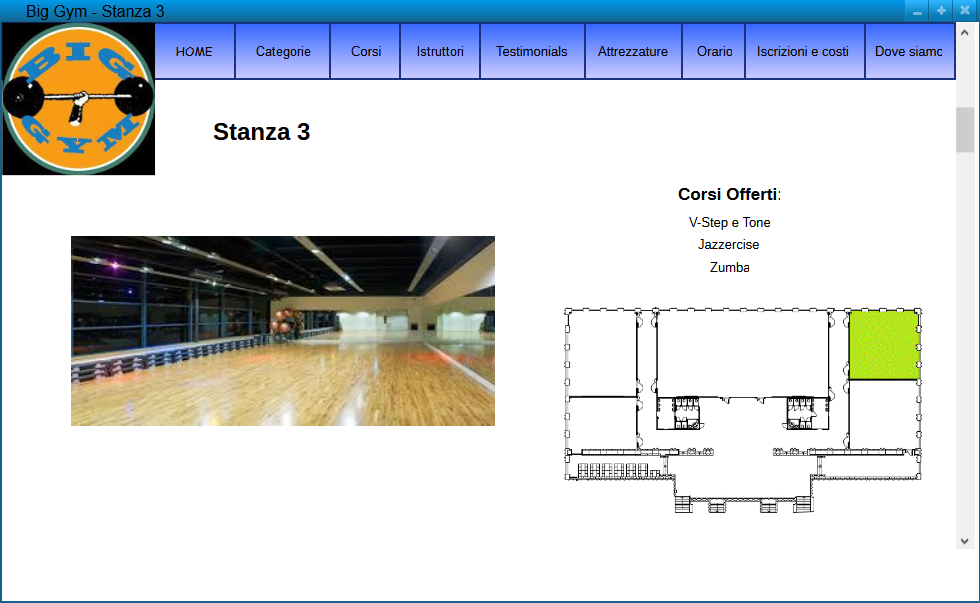 Big Gym - Stanza 3
BIG
GYM
HOME
Categorie
Corsi
Istruttori
Testimonials
Attrezzature
Orario
Iscrizioni e costi
Dove siamo
Stanza 3
Corsi Offerti:
V-Step e Tone
Jazzercise
Zumba